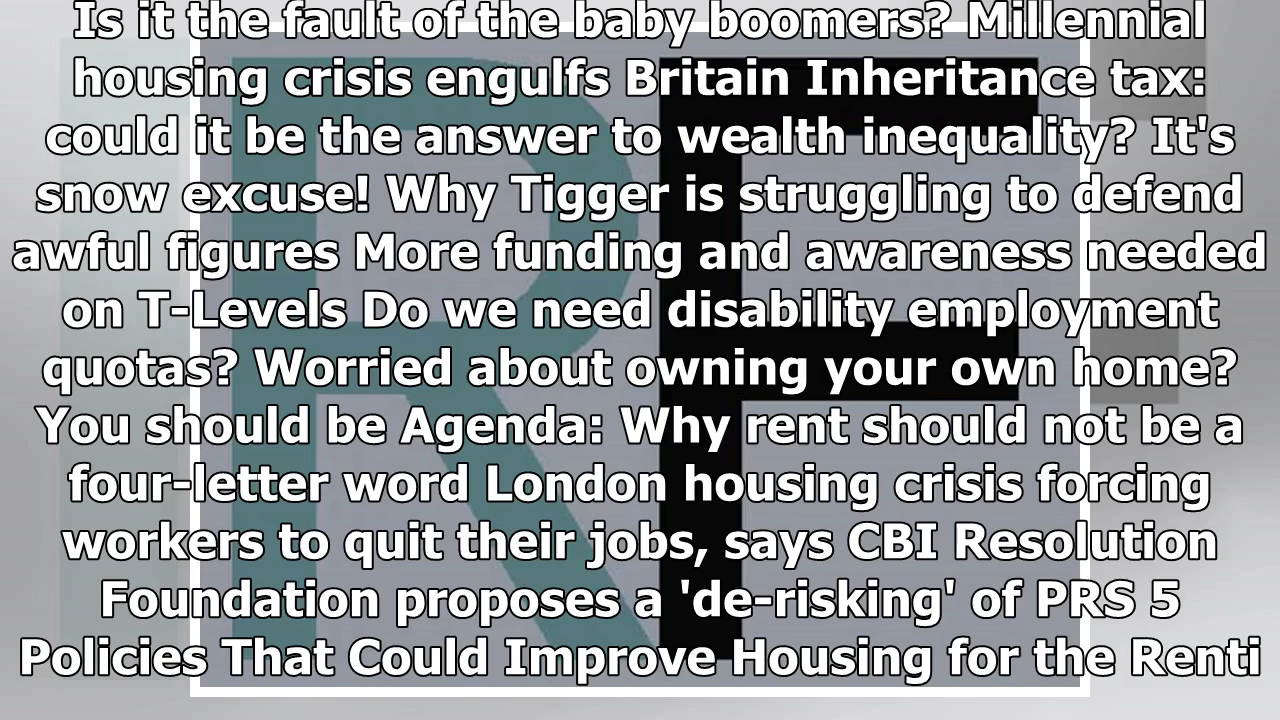 Is it the fault of the baby boomers? Millennial
housing crisis engulfs Britain Inheritance tax:
could it be the answer to wealth inequality? It's
snow excuse! Why Tigger is struggling to defend
awful figures More funding and awareness needed
on T-Levels Do we need disability employment
quotas? Worried about owning your own home?
You should be Agenda: Why rent should not be a
four-letter word London housing crisis forcing
workers to quit their jobs, says CBI Resolution
Foundation proposes a 'de-risking' of PRS 5
Policies That Could Improve Housing for the Renti
RF